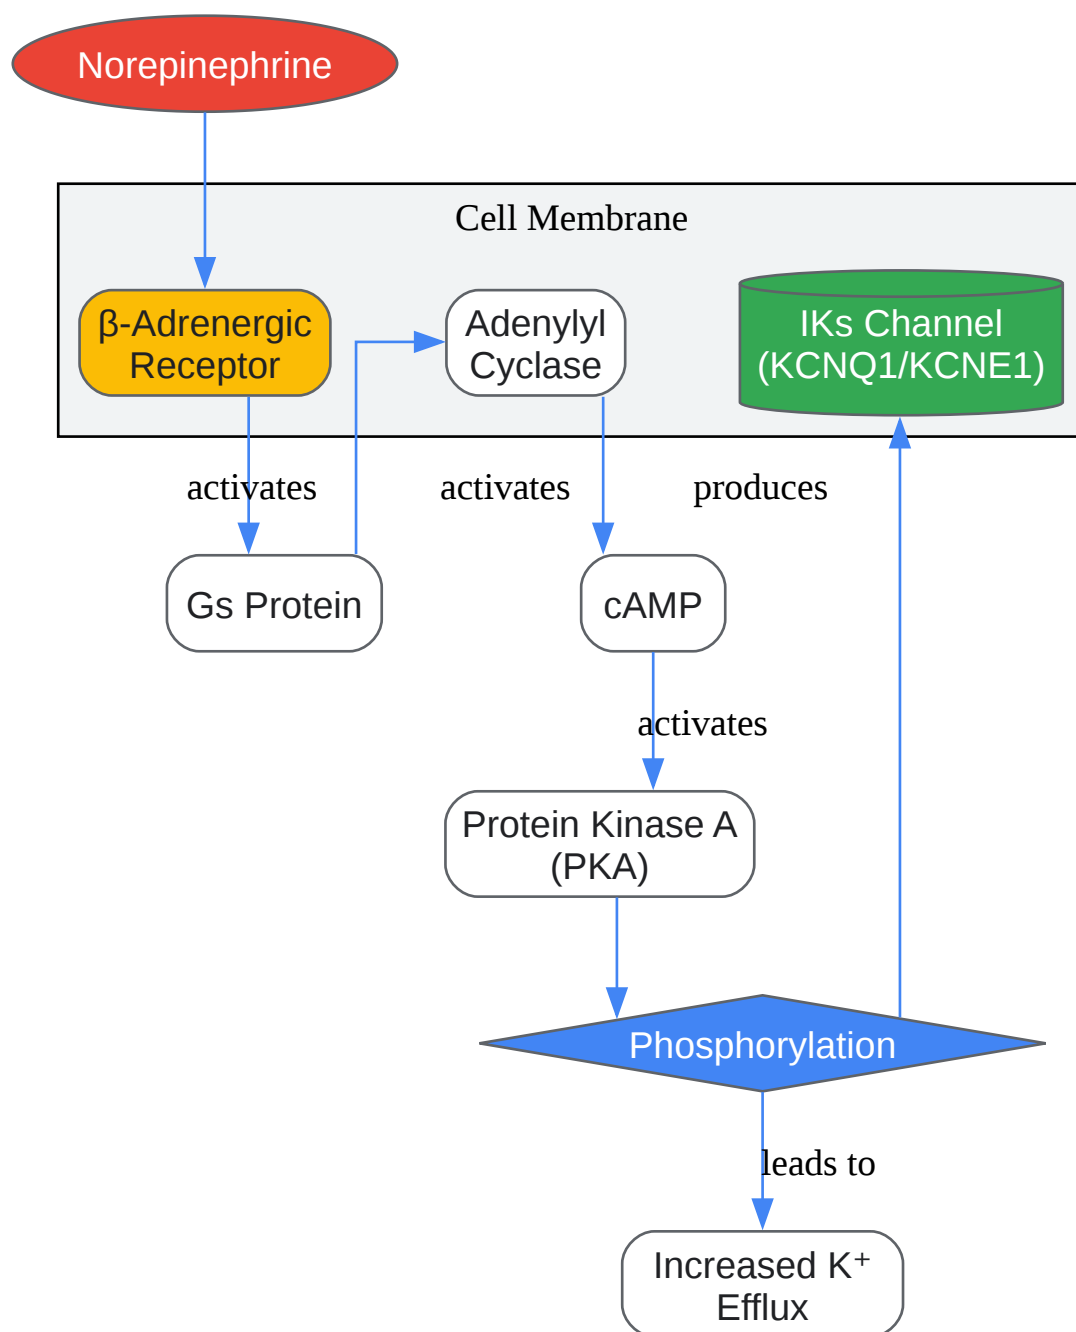 Norepinephrine
Cell Membrane
β-Adrenergic
Receptor
Adenylyl
Cyclase
IKs Channel
(KCNQ1/KCNE1)
activates
activates
produces
Gs Protein
cAMP
activates
Protein Kinase A
(PKA)
Phosphorylation
leads to
Increased K⁺
Efflux